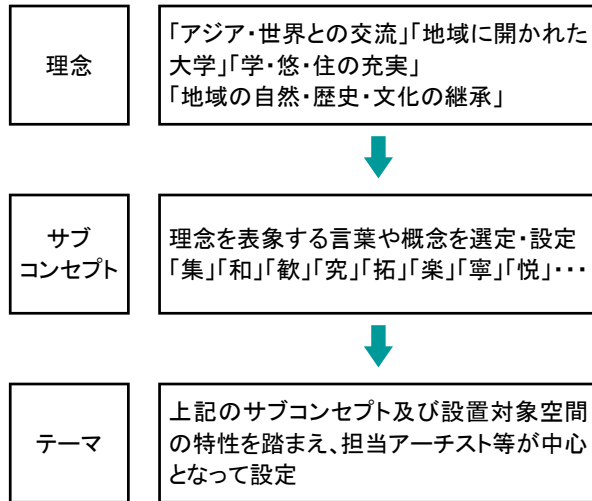 理念
「アジア・世界との交流」「地域に開かれた
大学」「学・悠・住の充実」
「地域の自然・歴史・文化の継承」
サブ
コンセプト
理念を表象する言葉や概念を選定・設定
「集」「和」「歓」「究」「拓」「楽」「寧」「悦」・・・
テーマ
上記のサブコンセプト及び設置対象空間
の特性を踏まえ、担当アーチスト等が中心
となって設定